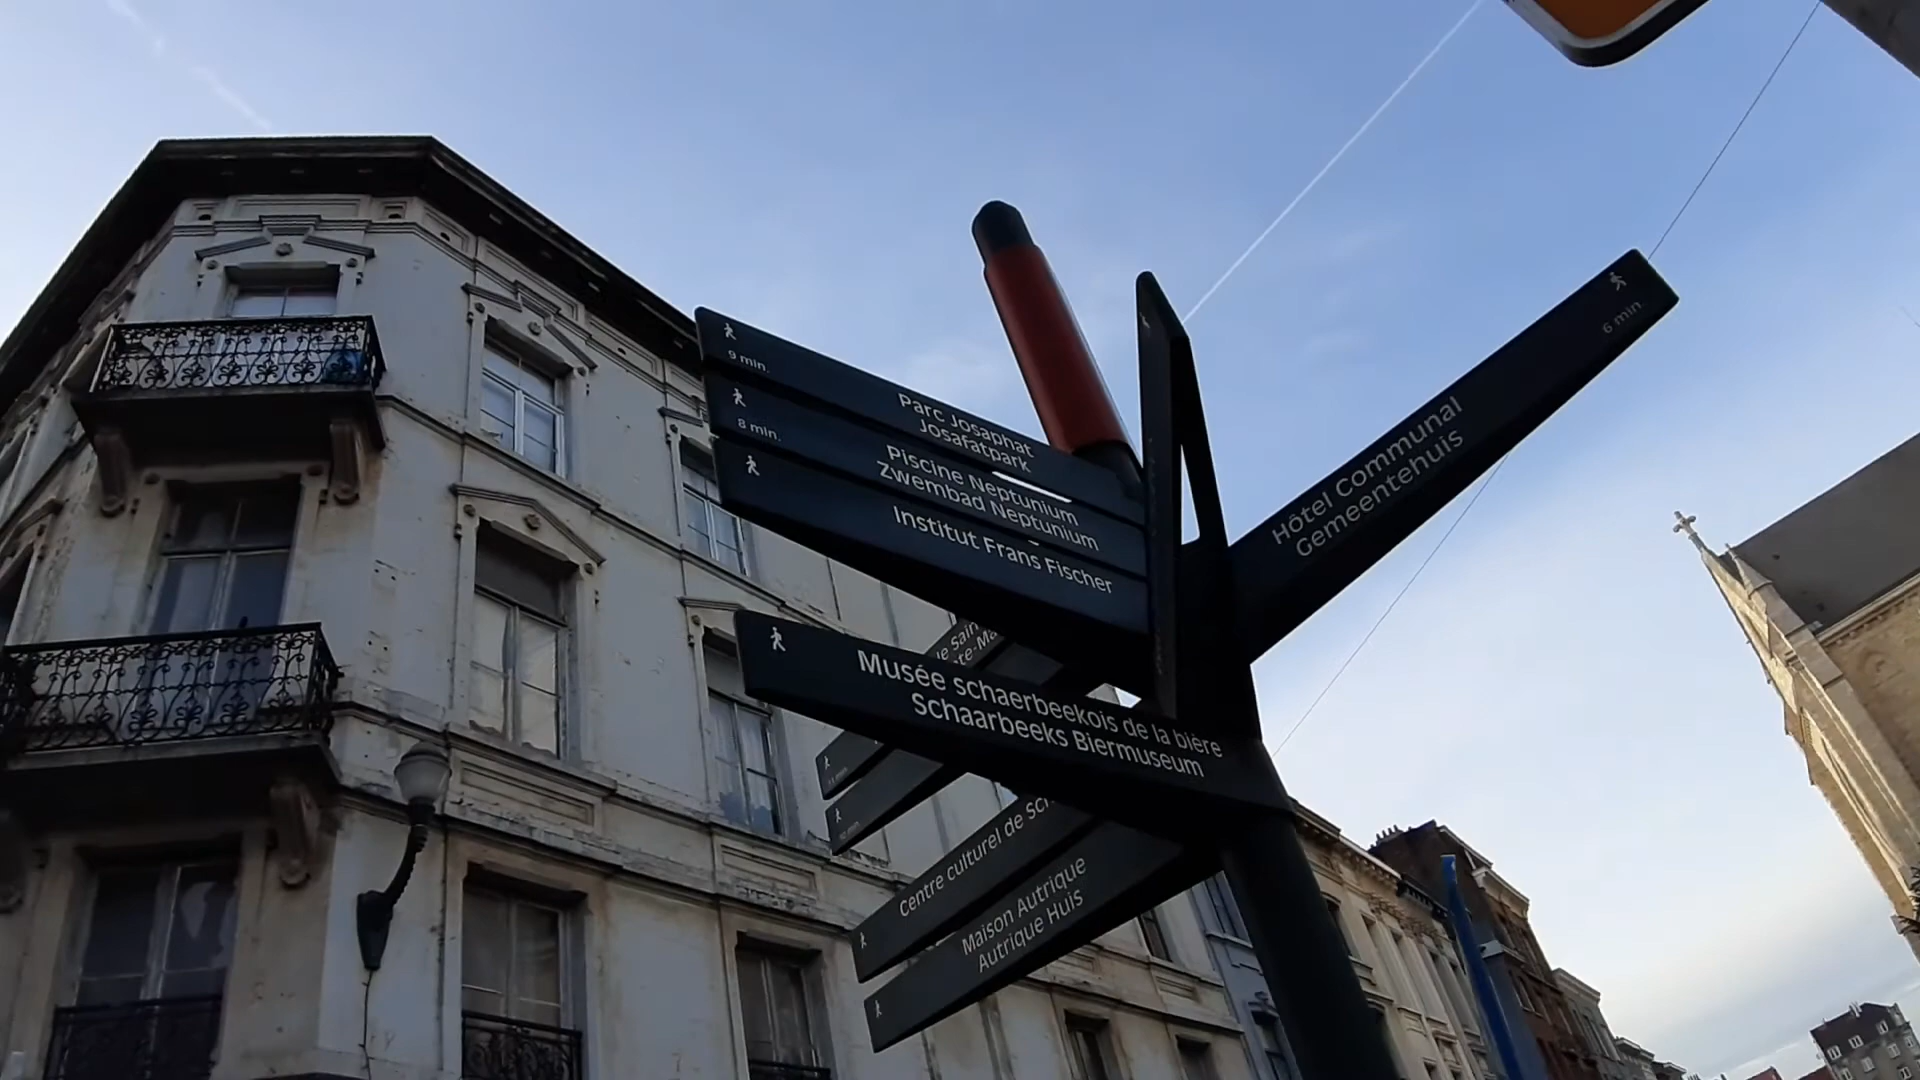 9 min.
Parc Josaphat
Josafatpark
8 min.
Piscine Neptunium
Zwembad Neptunium
Institut Frans Fischer
6 min.
Hôtel Communal
Gemeentehuis
Musée schaerbeekois de la bière
Schaarbeeks Biermuseum
Centre culturel de
Maison Autrique
Autrique Huis